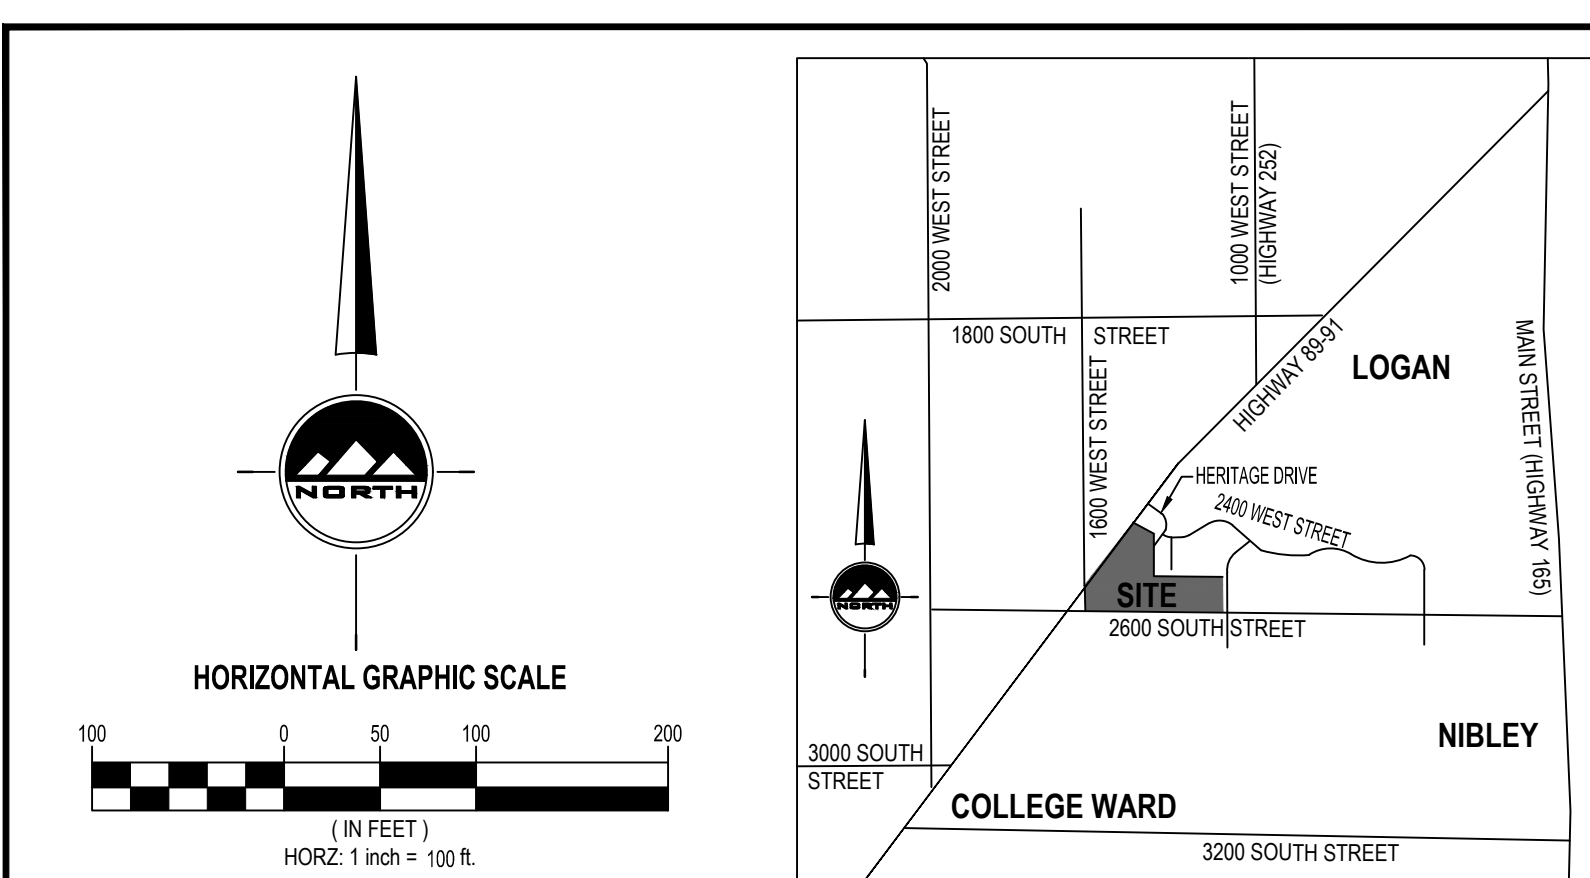 NORTH
HORIZONTAL GRAPHIC SCALE
100 0 50 100 200
( IN FEET )
HORZ: 1 inch = 100 ft.
2000 WEST STREET
1000 WEST STREET
(HIGHWAY 252)
1800 SOUTH STREET
HIGHWAY 89-91
LOGAN
MAIN STREET (HIGHWAY 165)
1600 WEST STREET
HERITAGE DRIVE
2400 WEST STREET
NORTH
SITE
2600 SOUTH STREET
NIBLEY
3000 SOUTH
STREET
COLLEGE WARD
3200 SOUTH STREET